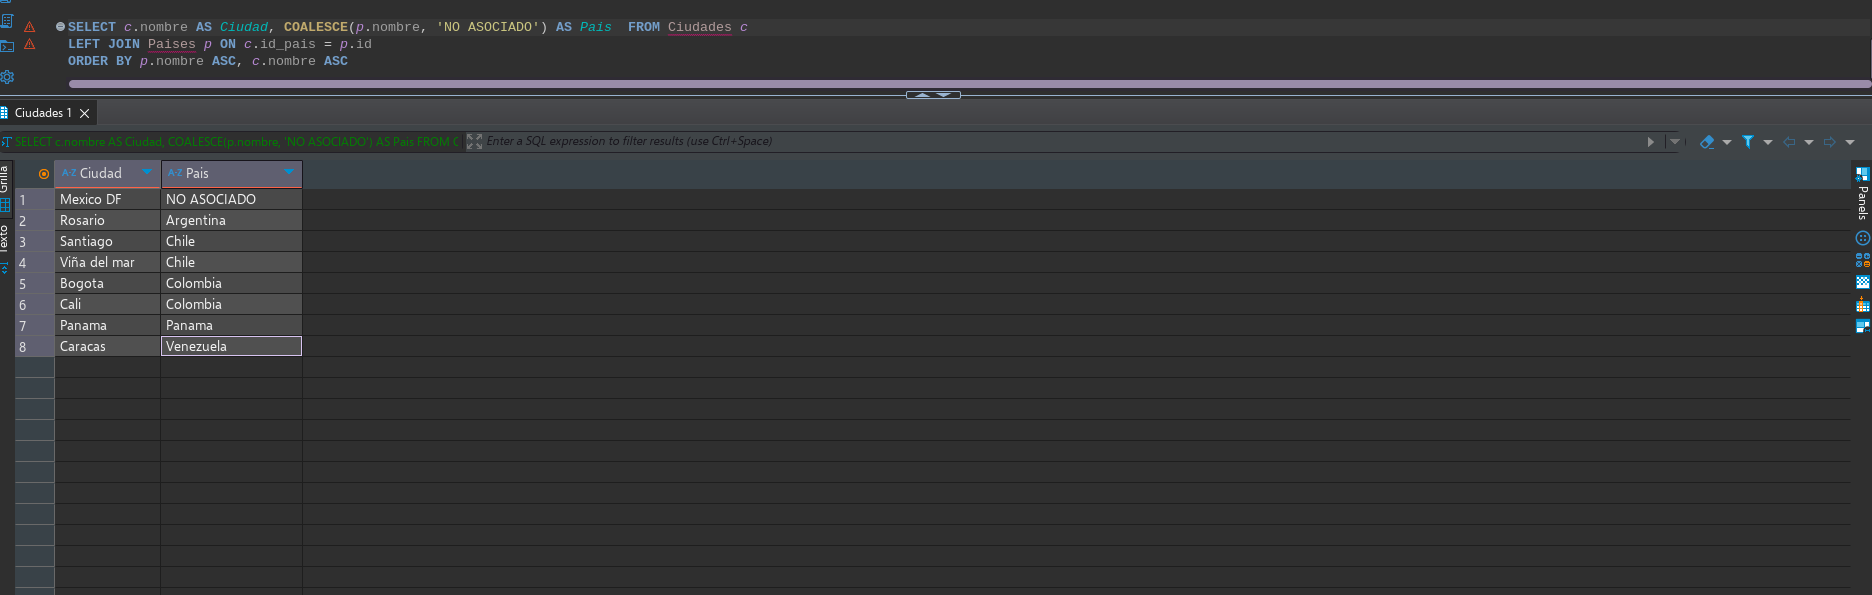 SELECT c.nombre AS Ciudad, COALESCE(p.nombre, 'NO ASOCIADO') AS Pais  FROM Ciudades c
LEFT JOIN Paises p ON c.id_pais = p.id
ORDER BY p.nombre ASC, c.nombre ASC
Ciudades 1
SELECT c.nombre AS Ciudad, COALESCE(p.nombre, 'NO ASOCIADO') AS Pais FROM C
Enter a SQL expression to filter results (use Ctrl+Space)
Grilla
Texto
Panels
A-Z Ciudad A-Z Pais
1 Mexico DF NO ASOCIADO
2 Rosario Argentina
3 Santiago Chile
4 Viña del mar Chile
5 Bogota Colombia
6 Cali Colombia
7 Panama Panama
8 Caracas Venezuela